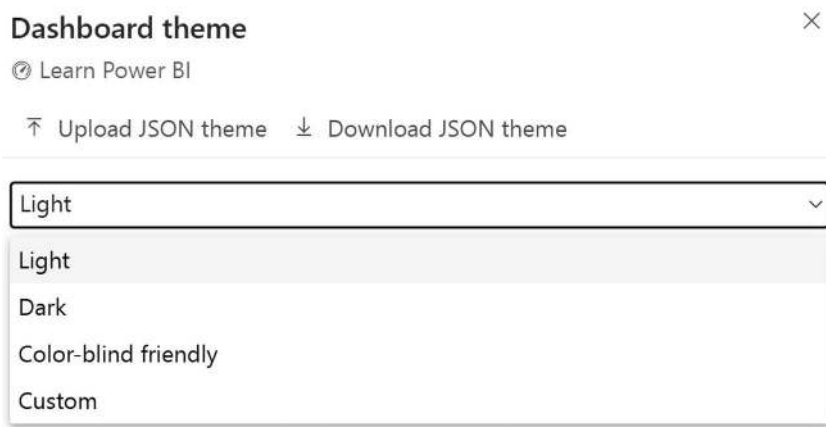 Dashboard theme
Learn Power BI
Upload JSON theme Download JSON theme
Light
Light
Dark
Color-blind friendly
Custom